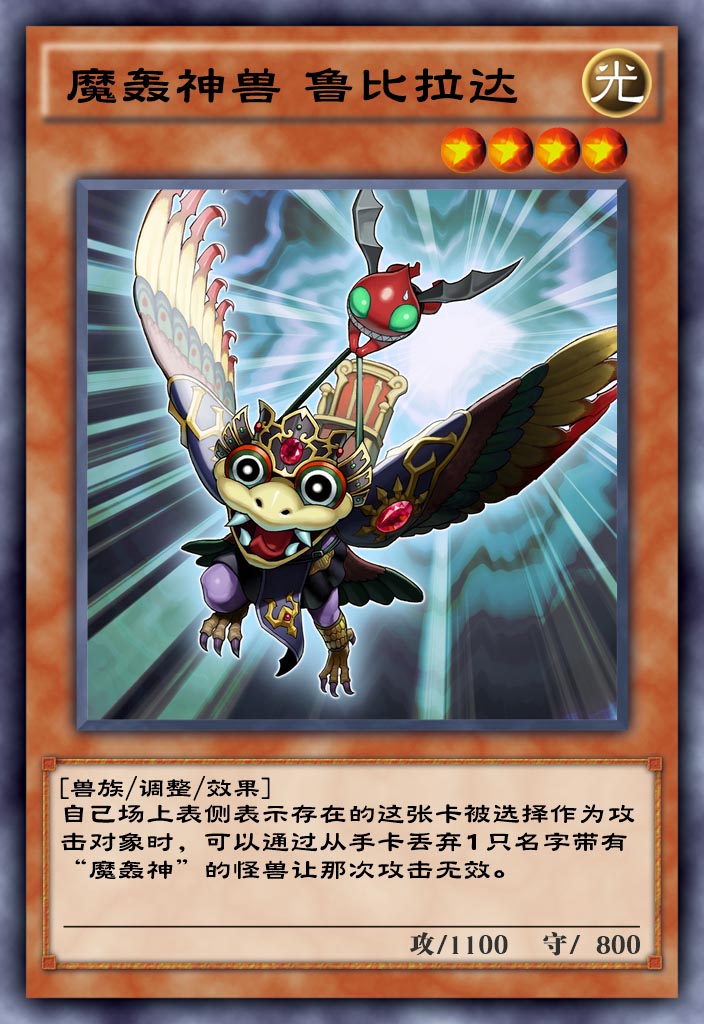 魔轰神兽 鲁比拉达
光
[兽族/调整/效果]
自己场上表侧表示存在的这张卡被选择作为攻
击对象时，可以通过从手卡丢弃1只名字带有
“魔轰神”的怪兽让那次攻击无效。
攻/1100 守/ 800